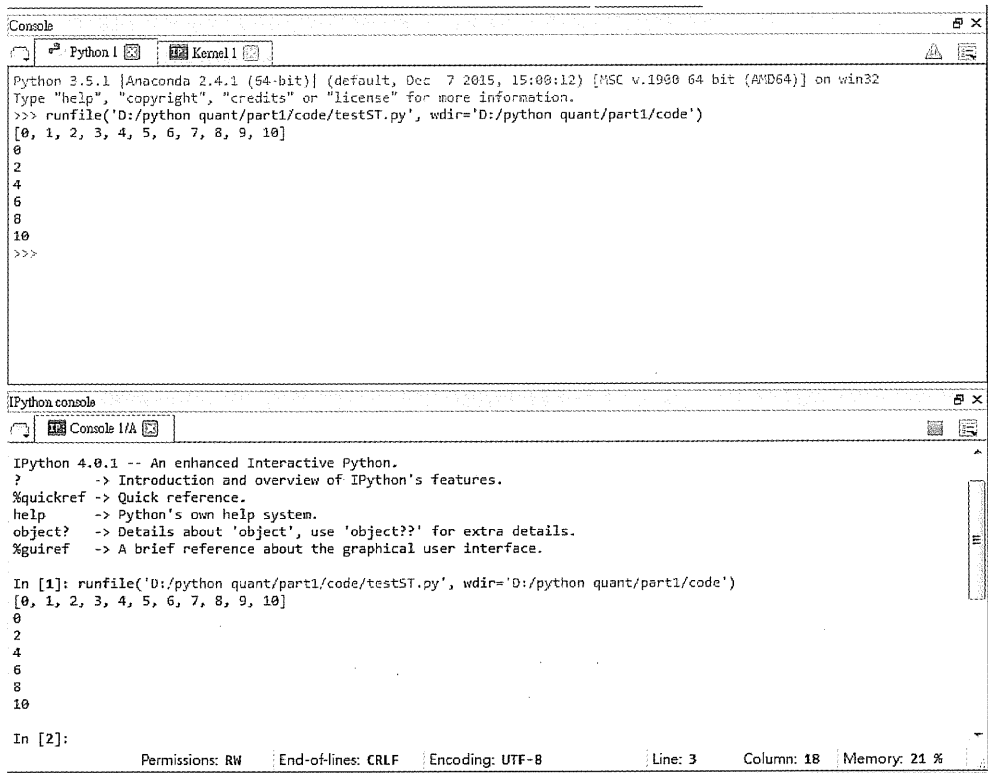 Console
Python 1 Kernel 1
Python 3.5.1 |Anaconda 2.4.1 (64-bit)| (default, Dec  7 2015, 15:00:12) [MSC v.1900 64 bit (AMD64)] on win32
Type "help", "copyright", "credits" or "license" for more information.
>>> runfile('D:/python quant/part1/code/testST.py', wdir='D:/python quant/part1/code')
[0, 1, 2, 3, 4, 5, 6, 7, 8, 9, 10]
0
2
4
6
8
10
>>>
IPython console
IP: Console 1/A
IPython 4.0.1 -- An enhanced Interactive Python.
?         -> Introduction and overview of IPython's features.
%quickref -> Quick reference.
help      -> Python's own help system.
object?   -> Details about 'object', use 'object??' for extra details.
%guiref   -> A brief reference about the graphical user interface.
In [1]: runfile('D:/python quant/part1/code/testST.py', wdir='D:/python quant/part1/code')
[0, 1, 2, 3, 4, 5, 6, 7, 8, 9, 10]
0
2
4
6
8
10
In [2]:
Permissions: RW End-of-lines: CRLF Encoding: UTF-8 Line: 3 Column: 18 Memory: 21 %